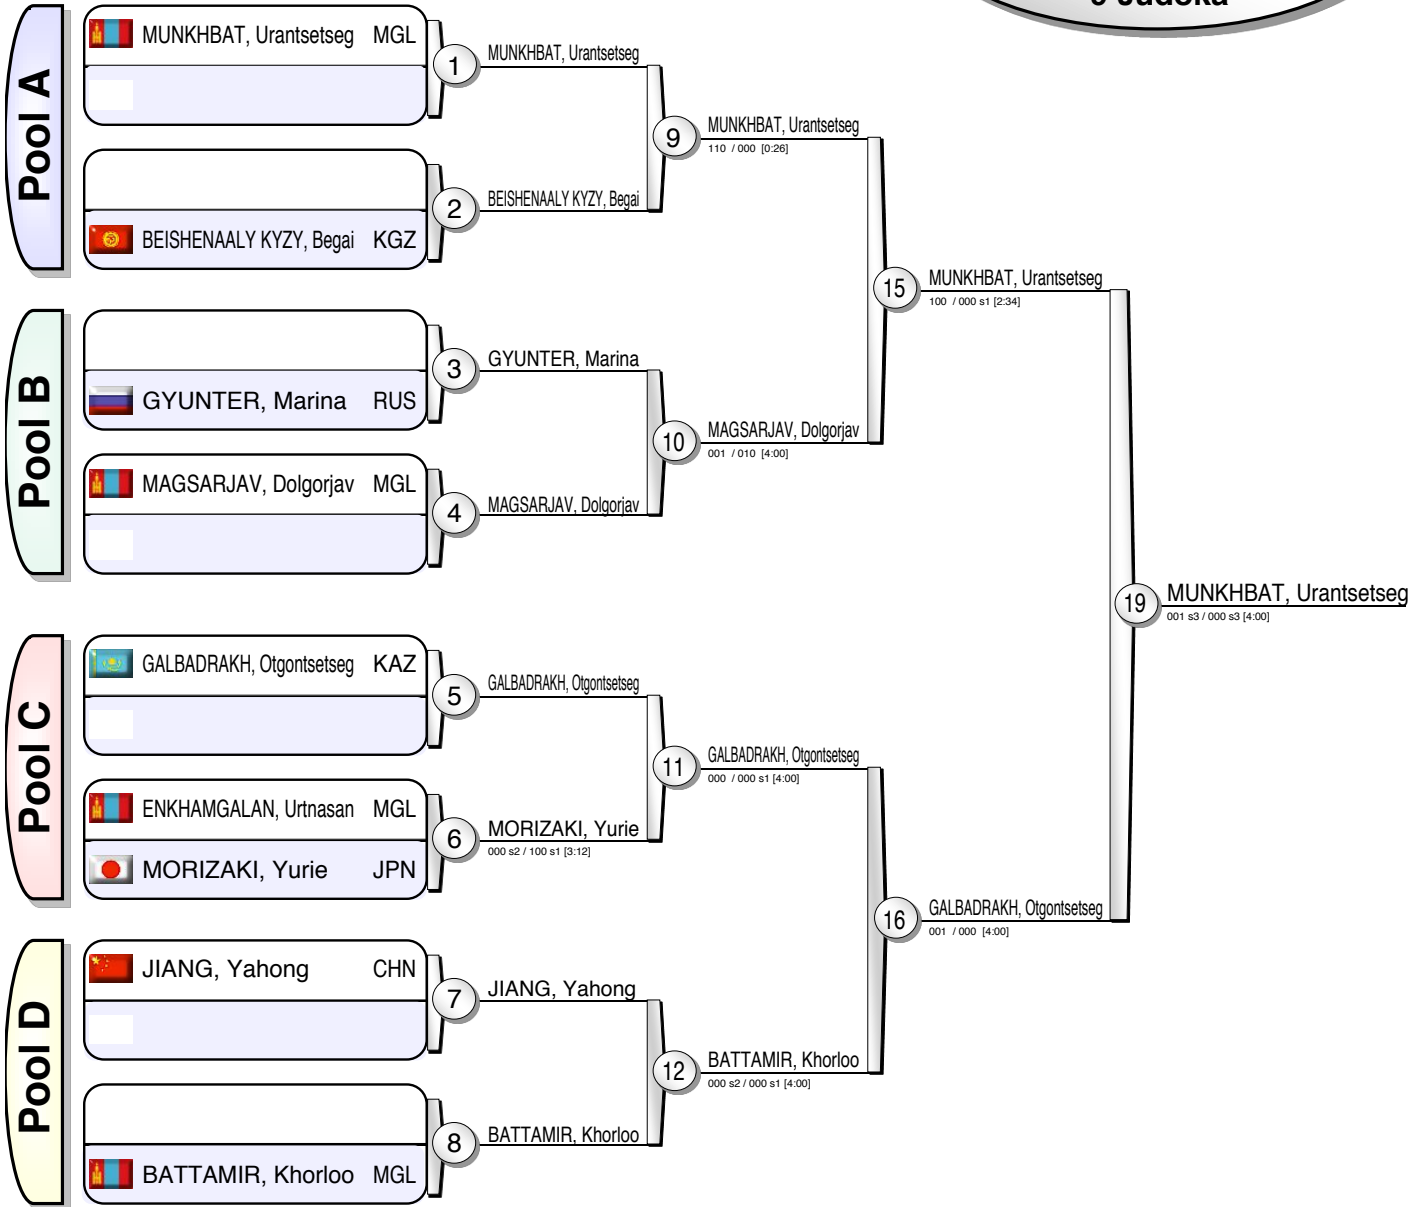 9 Judoka
Pool A
MUNKHBAT, Urantsetseg MGL
BEISHENAALY KYZY, Begai KGZ
1
MUNKHBAT, Urantsetseg
2
BEISHENAALY KYZY, Begai
9
MUNKHBAT, Urantsetseg
110 / 000 [0:26]
Pool B
GYUNTER, Marina RUS
MAGSARJAV, Dolgorjav MGL
3
GYUNTER, Marina
4
MAGSARJAV, Dolgorjav
10
MAGSARJAV, Dolgorjav
001 / 010 [4:00]
15
MUNKHBAT, Urantsetseg
100 / 000 s1 [2:34]
Pool C
GALBADRAKH, Otgontsetseg KAZ
ENKHAMGALAN, Urtnasan MGL
MORIZAKI, Yurie JPN
5
GALBADRAKH, Otgontsetseg
6
MORIZAKI, Yurie
000 s2 / 100 s1 [3:12]
11
GALBADRAKH, Otgontsetseg
000 / 000 s1 [4:00]
Pool D
JIANG, Yahong CHN
BATTAMIR, Khorloo MGL
7
JIANG, Yahong
8
BATTAMIR, Khorloo
12
BATTAMIR, Khorloo
000 s2 / 000 s1 [4:00]
16
GALBADRAKH, Otgontsetseg
001 / 000 [4:00]
19
MUNKHBAT, Urantsetseg
001 s3 / 000 s3 [4:00]